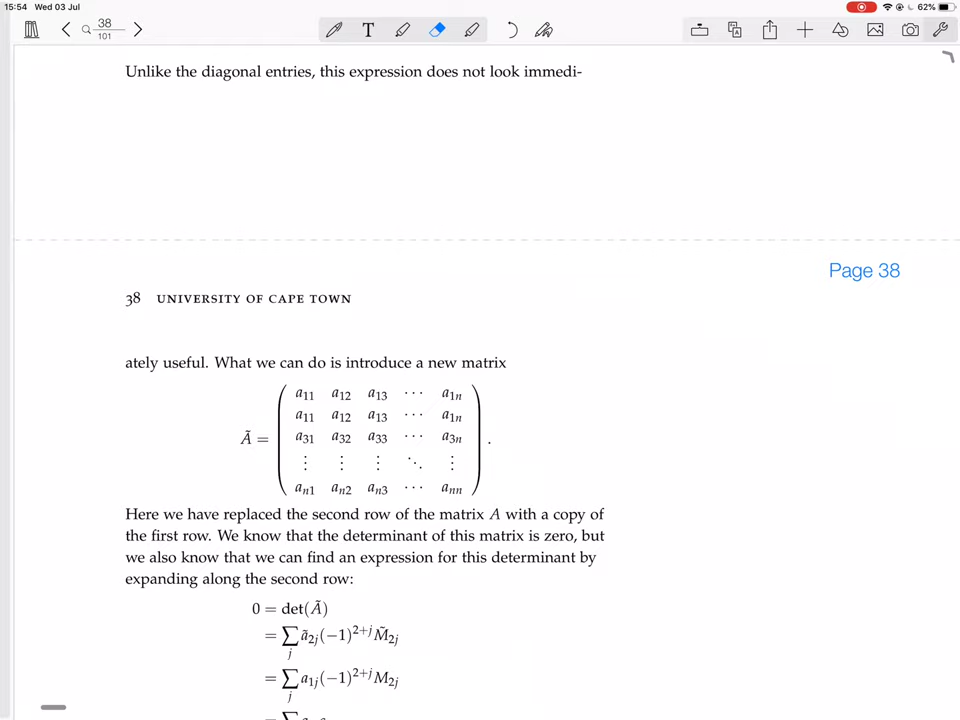 15:54 Wed 03 Jul 62%
38
101
T
Unlike the diagonal entries, this expression does not look immedi-
Page 38
38 UNIVERSITY OF CAPE TOWN
ately useful. What we can do is introduce a new matrix
a11 a12 a13 ⋯ a1n
a11 a12 a13 ⋯ a1n
Ã = a31 a32 a33 ⋯ a3n .
⋮ ⋮ ⋮ ⋱ ⋮
an1 an2 an3 ⋯ ann
Here we have replaced the second row of the matrix A with a copy of
the first row. We know that the determinant of this matrix is zero, but
we also know that we can find an expression for this determinant by
expanding along the second row:
0 = det(Ã)
= ∑j ã2j(−1)^{2+j} M̃2j
= ∑j a1j(−1)^{2+j} M2j